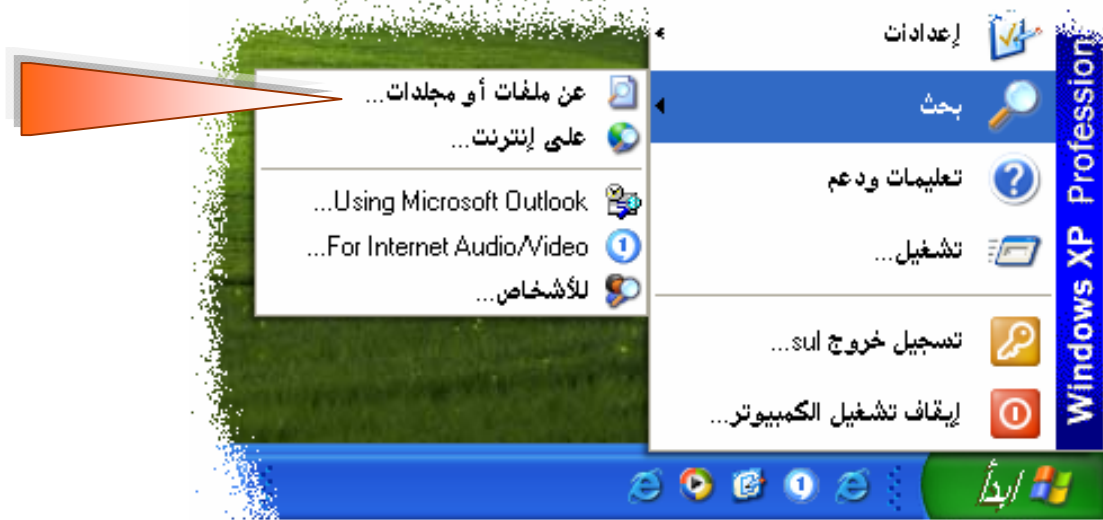 إعدادات
بحث
تعليمات ودعم
تشغيل...
تسجيل خروج sul...
إيقاف تشغيل الكمبيوتر...
عن ملفات أو مجلدات...
على إنترنت...
Using Microsoft Outlook...
For Internet Audio/Video...
للأشخاص...
Windows XP Profession
ابدأ